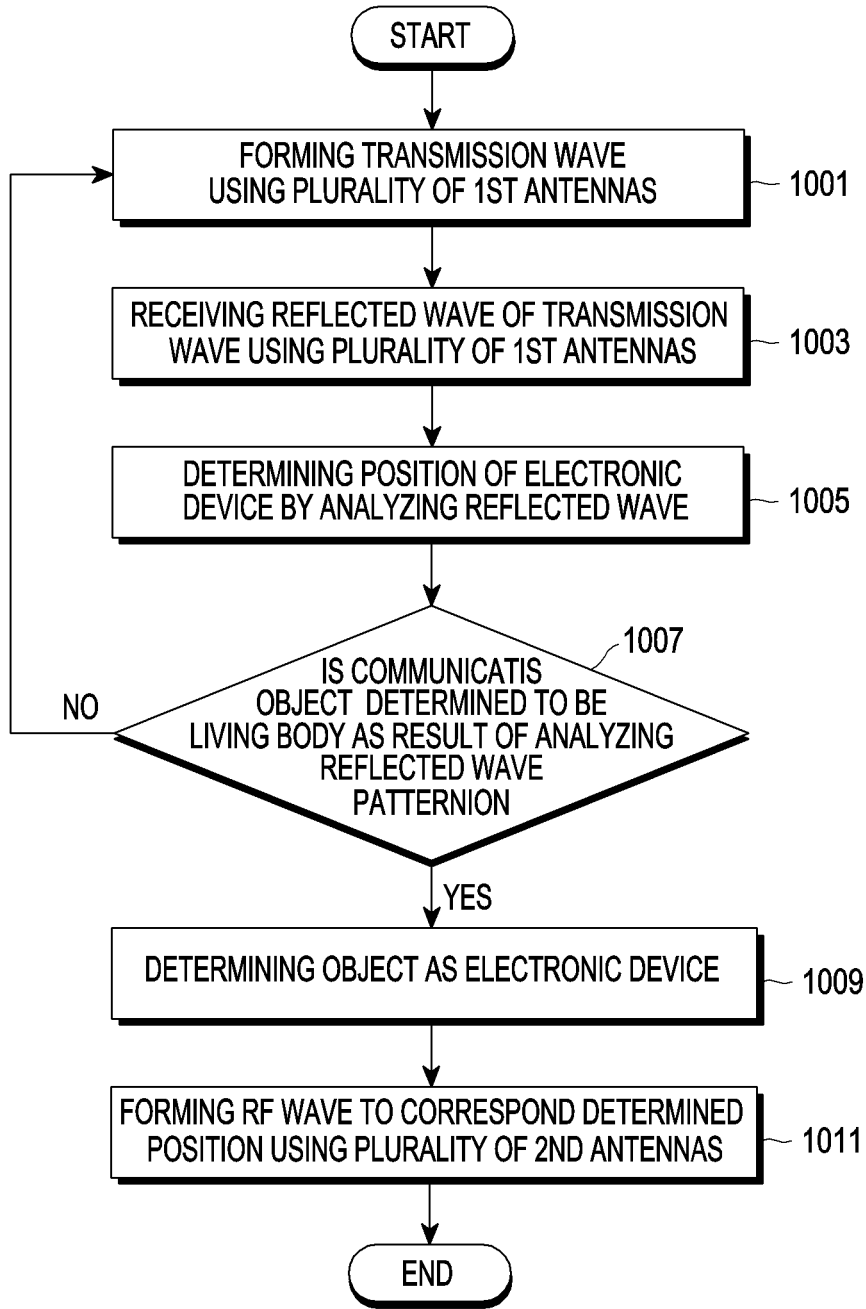 START
FORMING TRANSMISSION WAVE
USING PLURALITY OF 1ST ANTENNAS
1001
RECEIVING REFLECTED WAVE OF TRANSMISSION
WAVE USING PLURALITY OF 1ST ANTENNAS
1003
DETERMINING POSITION OF ELECTRONIC
DEVICE BY ANALYZING REFLECTED WAVE
1005
1007
IS COMMUNICATIS
OBJECT DETERMINED TO BE
LIVING BODY AS RESULT OF ANALYZING
REFLECTED WAVE
PATTERNION
NO
YES
DETERMINING OBJECT AS ELECTRONIC DEVICE
1009
FORMING RF WAVE TO CORRESPOND DETERMINED
POSITION USING PLURALITY OF 2ND ANTENNAS
1011
END